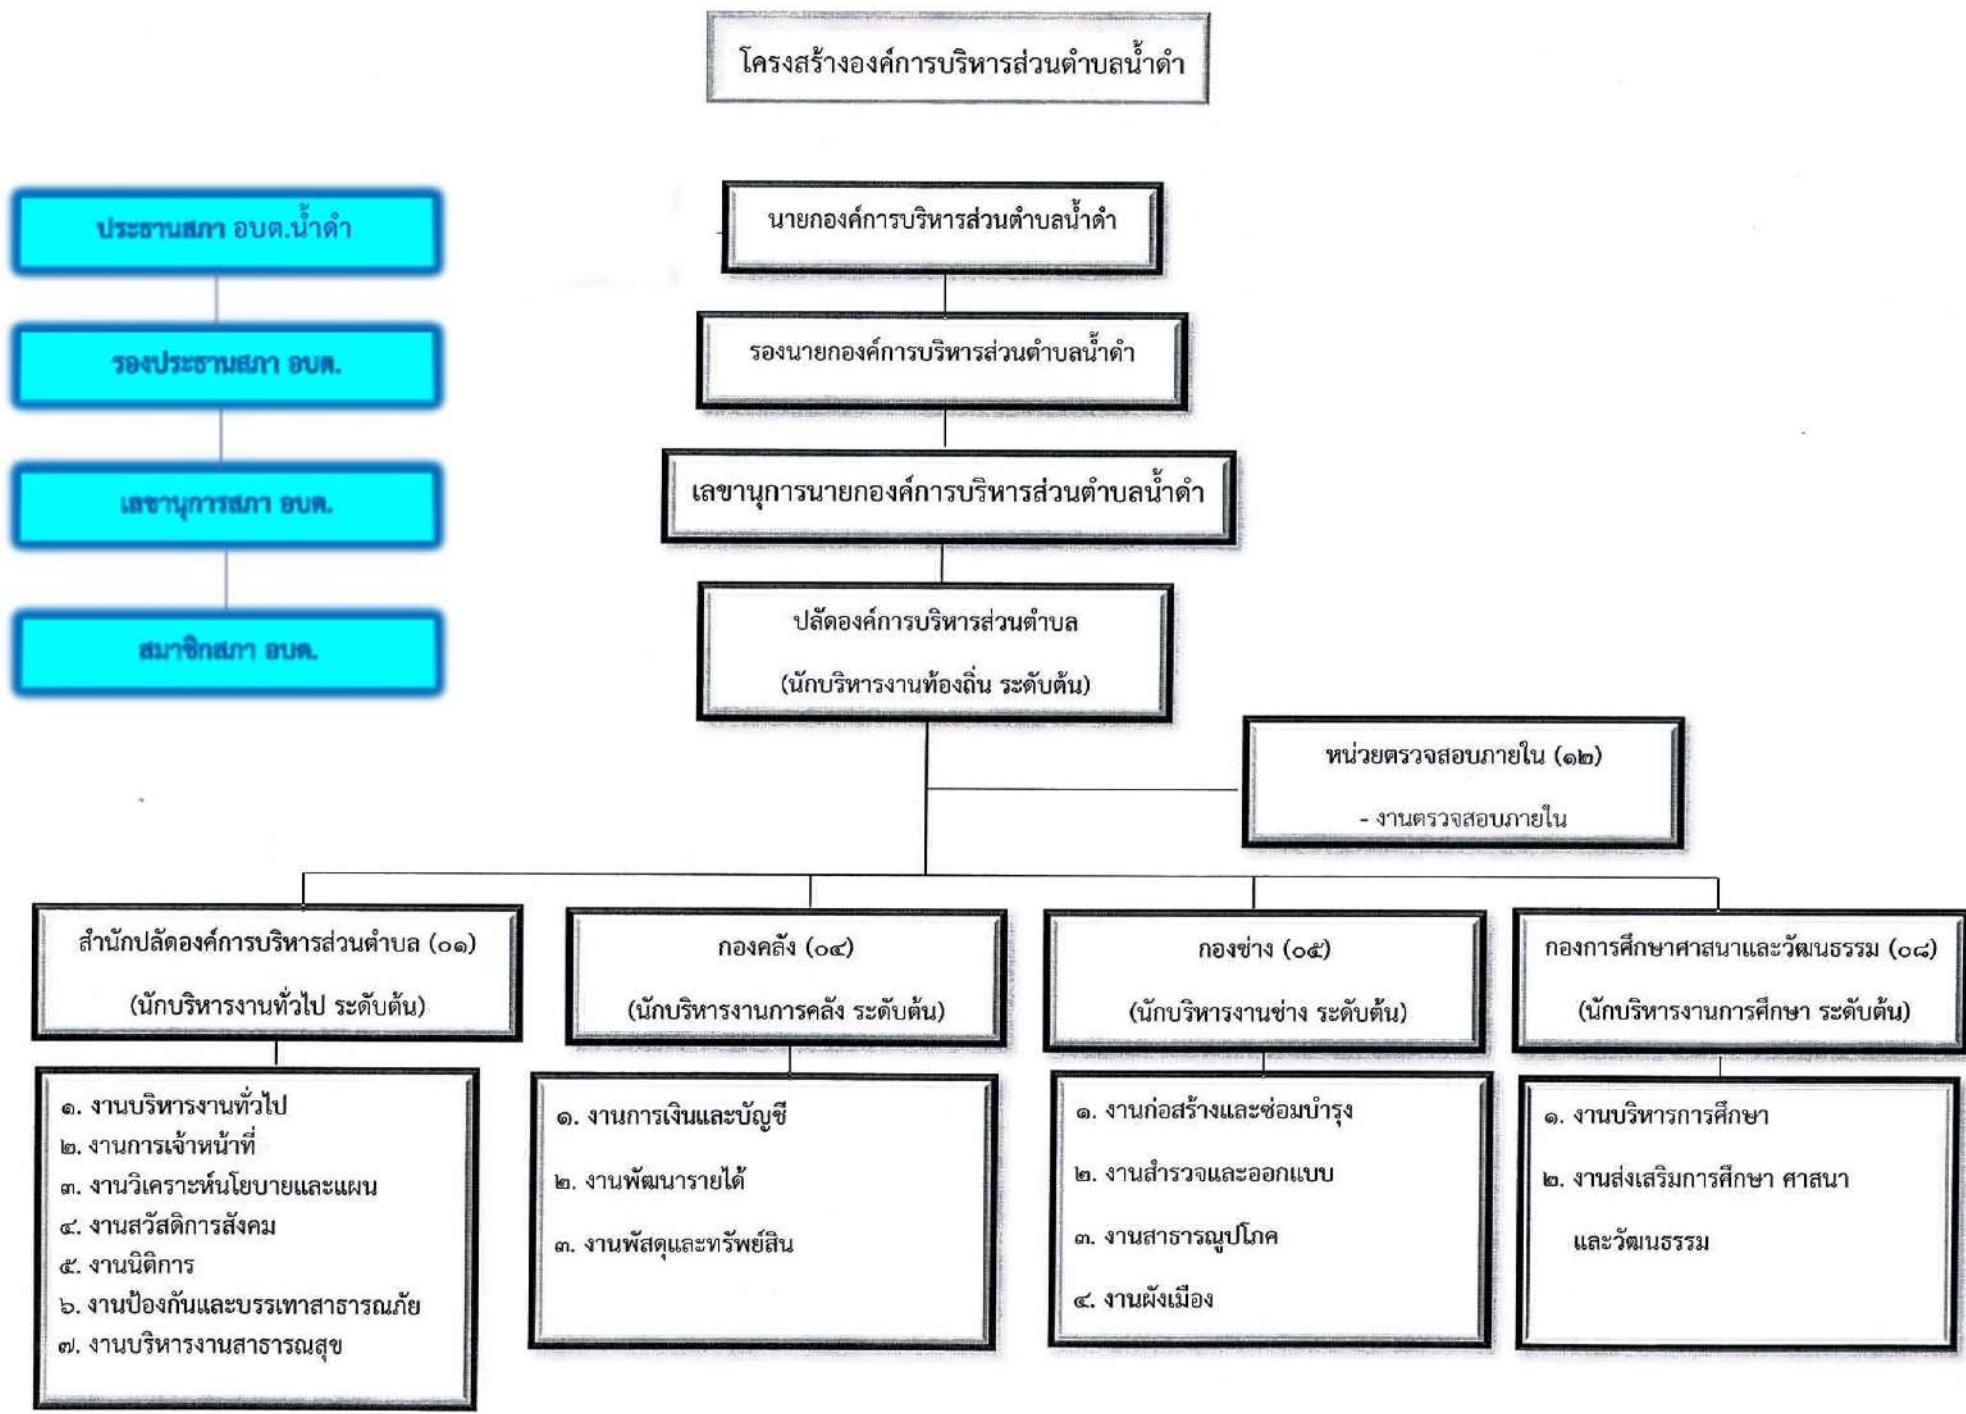 โครงสร้างองค์การบริหารส่วนตำบลน้ำดำ
ประธานสภา อบต.น้ำดำ
รองประธานสภา อบต.
เลขานุการสภา อบต.
สมาชิกสภา อบต.
นายกองค์การบริหารส่วนตำบลน้ำดำ
รองนายกองค์การบริหารส่วนตำบลน้ำดำ
เลขานุการนายกองค์การบริหารส่วนตำบลน้ำดำ
ปลัดองค์การบริหารส่วนตำบล
(นักบริหารงานท้องถิ่น ระดับต้น)
หน่วยตรวจสอบภายใน (๑๒)
- งานตรวจสอบภายใน
สำนักปลัดองค์การบริหารส่วนตำบล (๐๑)
(นักบริหารงานทั่วไป ระดับต้น)
๑. งานบริหารงานทั่วไป
๒. งานการเจ้าหน้าที่
๓. งานวิเคราะห์นโยบายและแผน
๔. งานสวัสดิการสังคม
๕. งานนิติการ
๖. งานป้องกันและบรรเทาสาธารณภัย
๗. งานบริหารงานสาธารณสุข
กองคลัง (๐๔)
(นักบริหารงานการคลัง ระดับต้น)
๑. งานการเงินและบัญชี
๒. งานพัฒนารายได้
๓. งานพัสดุและทรัพย์สิน
กองช่าง (๐๕)
(นักบริหารงานช่าง ระดับต้น)
๑. งานก่อสร้างและซ่อมบำรุง
๒. งานสำรวจและออกแบบ
๓. งานสาธารณูปโภค
๔. งานผังเมือง
กองการศึกษาศาสนาและวัฒนธรรม (๐๘)
(นักบริหารงานการศึกษา ระดับต้น)
๑. งานบริหารการศึกษา
๒. งานส่งเสริมการศึกษา ศาสนา
และวัฒนธรรม